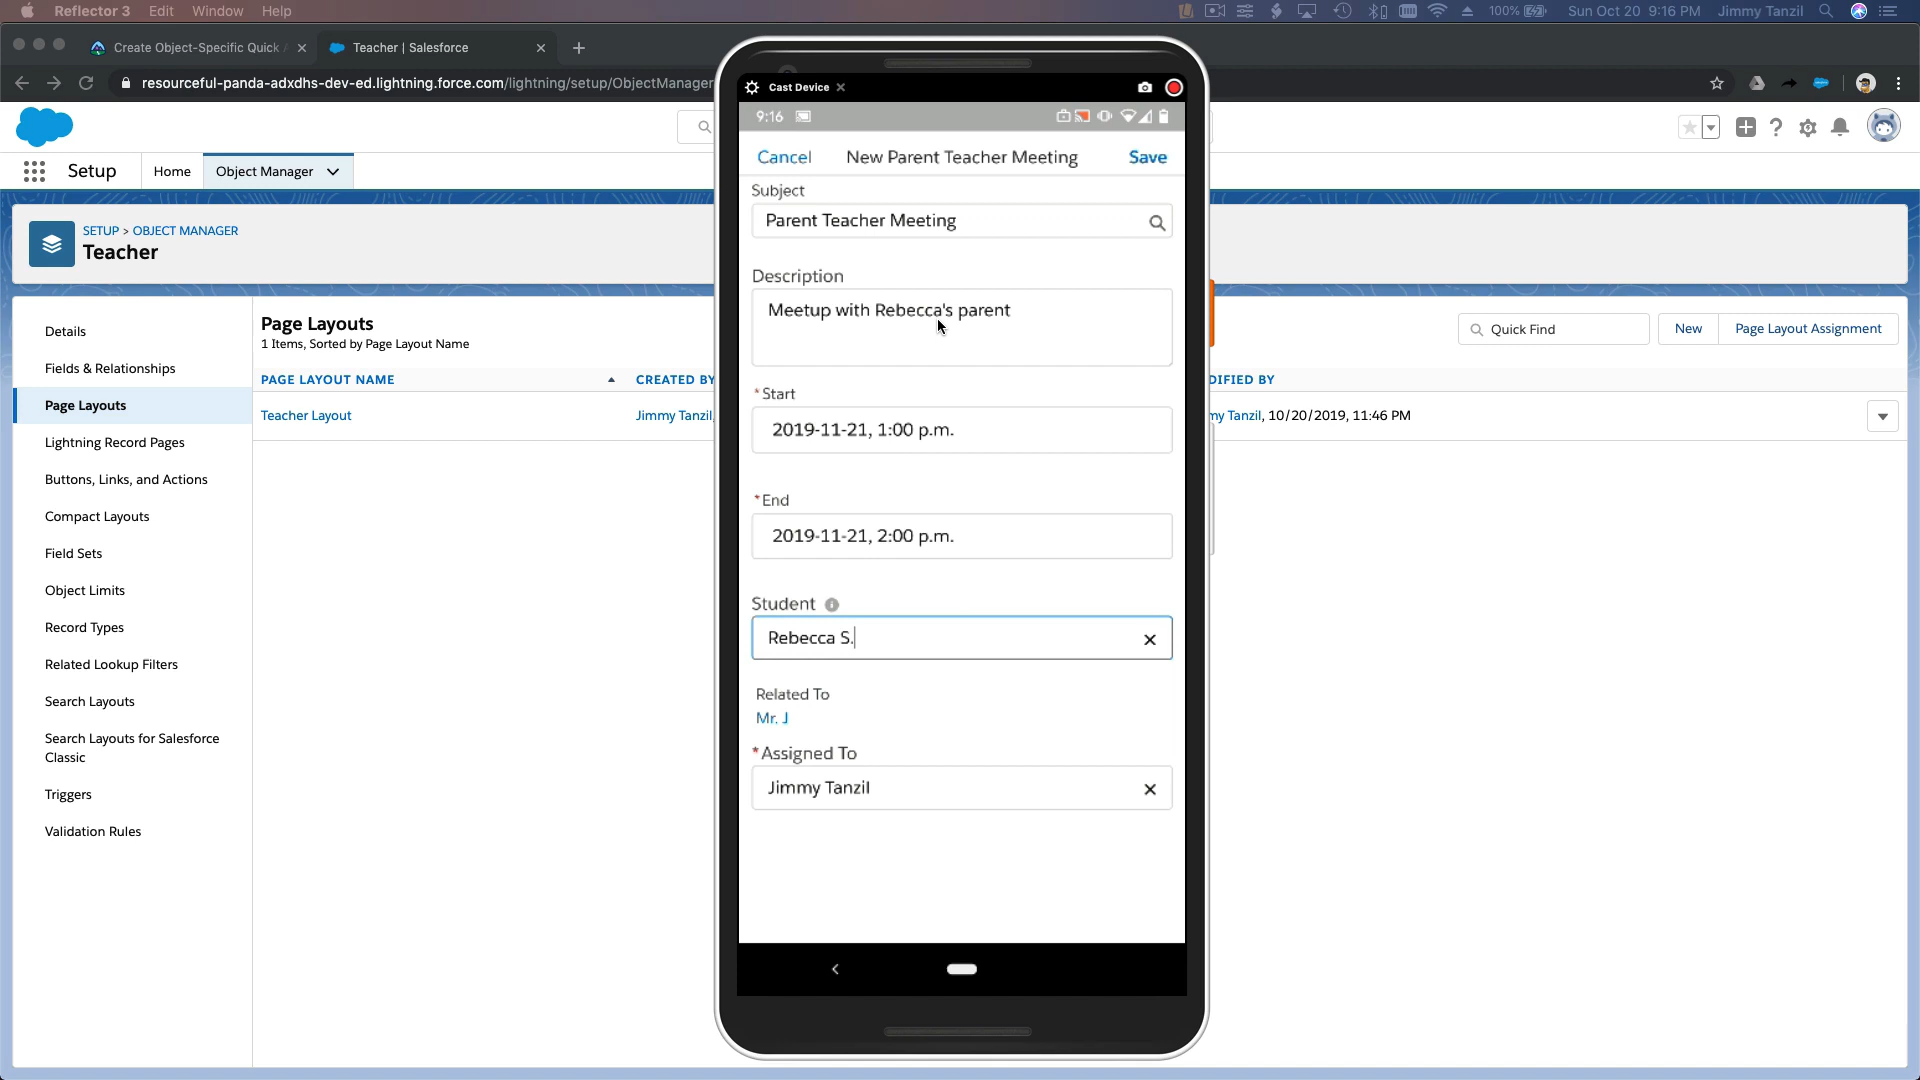 Reflector 3 Edit Window Help
100% Sun Oct 20 9:16 PM Jimmy Tanzil
Create Object-Specific Quick
Teacher | Salesforce
resourceful-panda-adxdhs-dev-ed.lightning.force.com/lightning/setup/ObjectManager
Setup
Home
Object Manager
SETUP > OBJECT MANAGER
Teacher
Details
Fields & Relationships
Page Layouts
Lightning Record Pages
Buttons, Links, and Actions
Compact Layouts
Field Sets
Object Limits
Record Types
Related Lookup Filters
Search Layouts
Search Layouts for Salesforce
Classic
Triggers
Validation Rules
Page Layouts
1 Items, Sorted by Page Layout Name
Quick Find
New
Page Layout Assignment
PAGE LAYOUT NAME
CREATED BY
DIFIED BY
Teacher Layout
Jimmy Tanzil,
my Tanzil, 10/20/2019, 11:46 PM
Cast Device
9:16
Cancel
New Parent Teacher Meeting
Save
Subject
Parent Teacher Meeting
Description
Meetup with Rebecca's parent
*Start
2019-11-21, 1:00 p.m.
*End
2019-11-21, 2:00 p.m.
Student
Rebecca S.
Related To
Mr. J
*Assigned To
Jimmy Tanzil